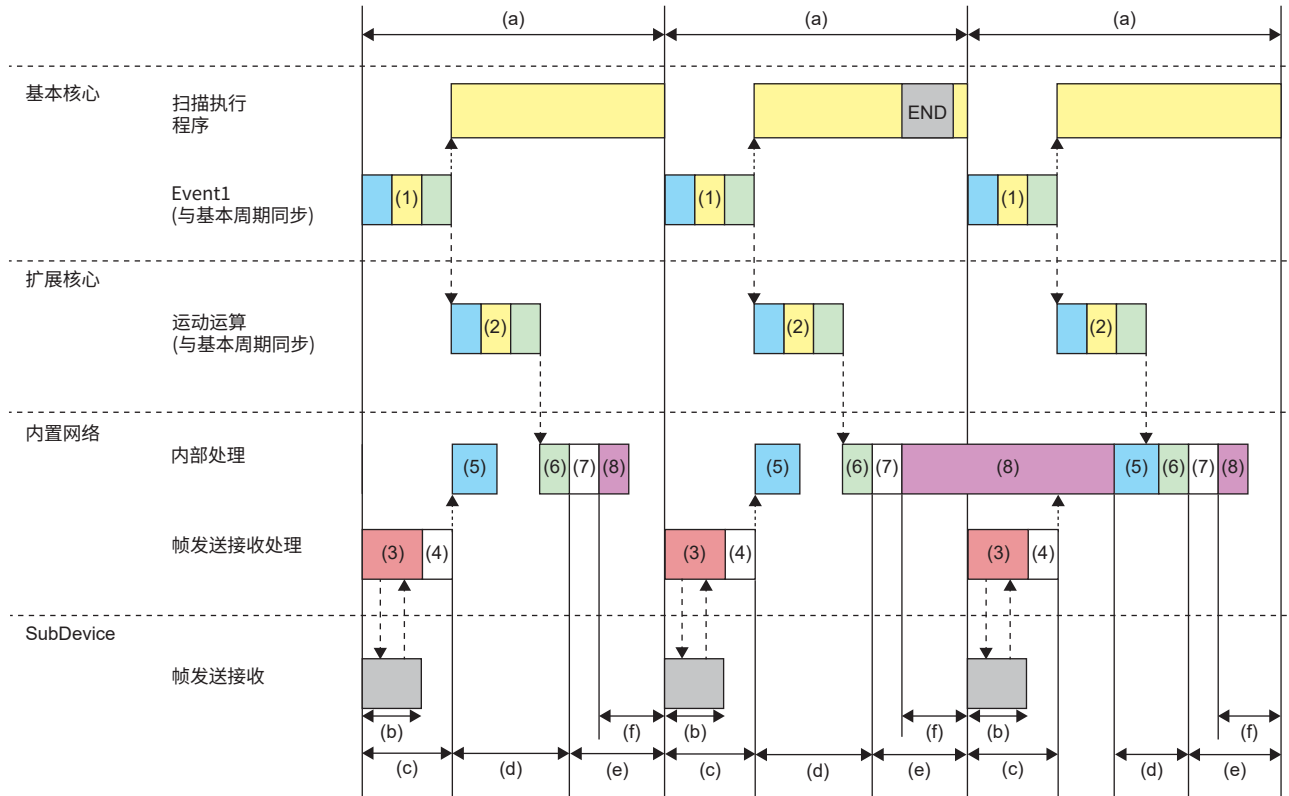 (a) (a) (a)
基本核心
扫描执行
程序
END
Event1
(与基本周期同步)
(1) (1) (1)
扩展核心
运动运算
(与基本周期同步)
(2) (2) (2)
内置网络
内部处理
(5) (6) (7) (8) (5) (6) (7) (8) (5) (6) (7) (8)
帧发送接收处理
(3) (4) (3) (4) (3) (4)
SubDevice
帧发送接收
(b) (f) (b) (f) (b) (f)
(c) (d) (e) (c) (d) (e) (c) (d) (e)